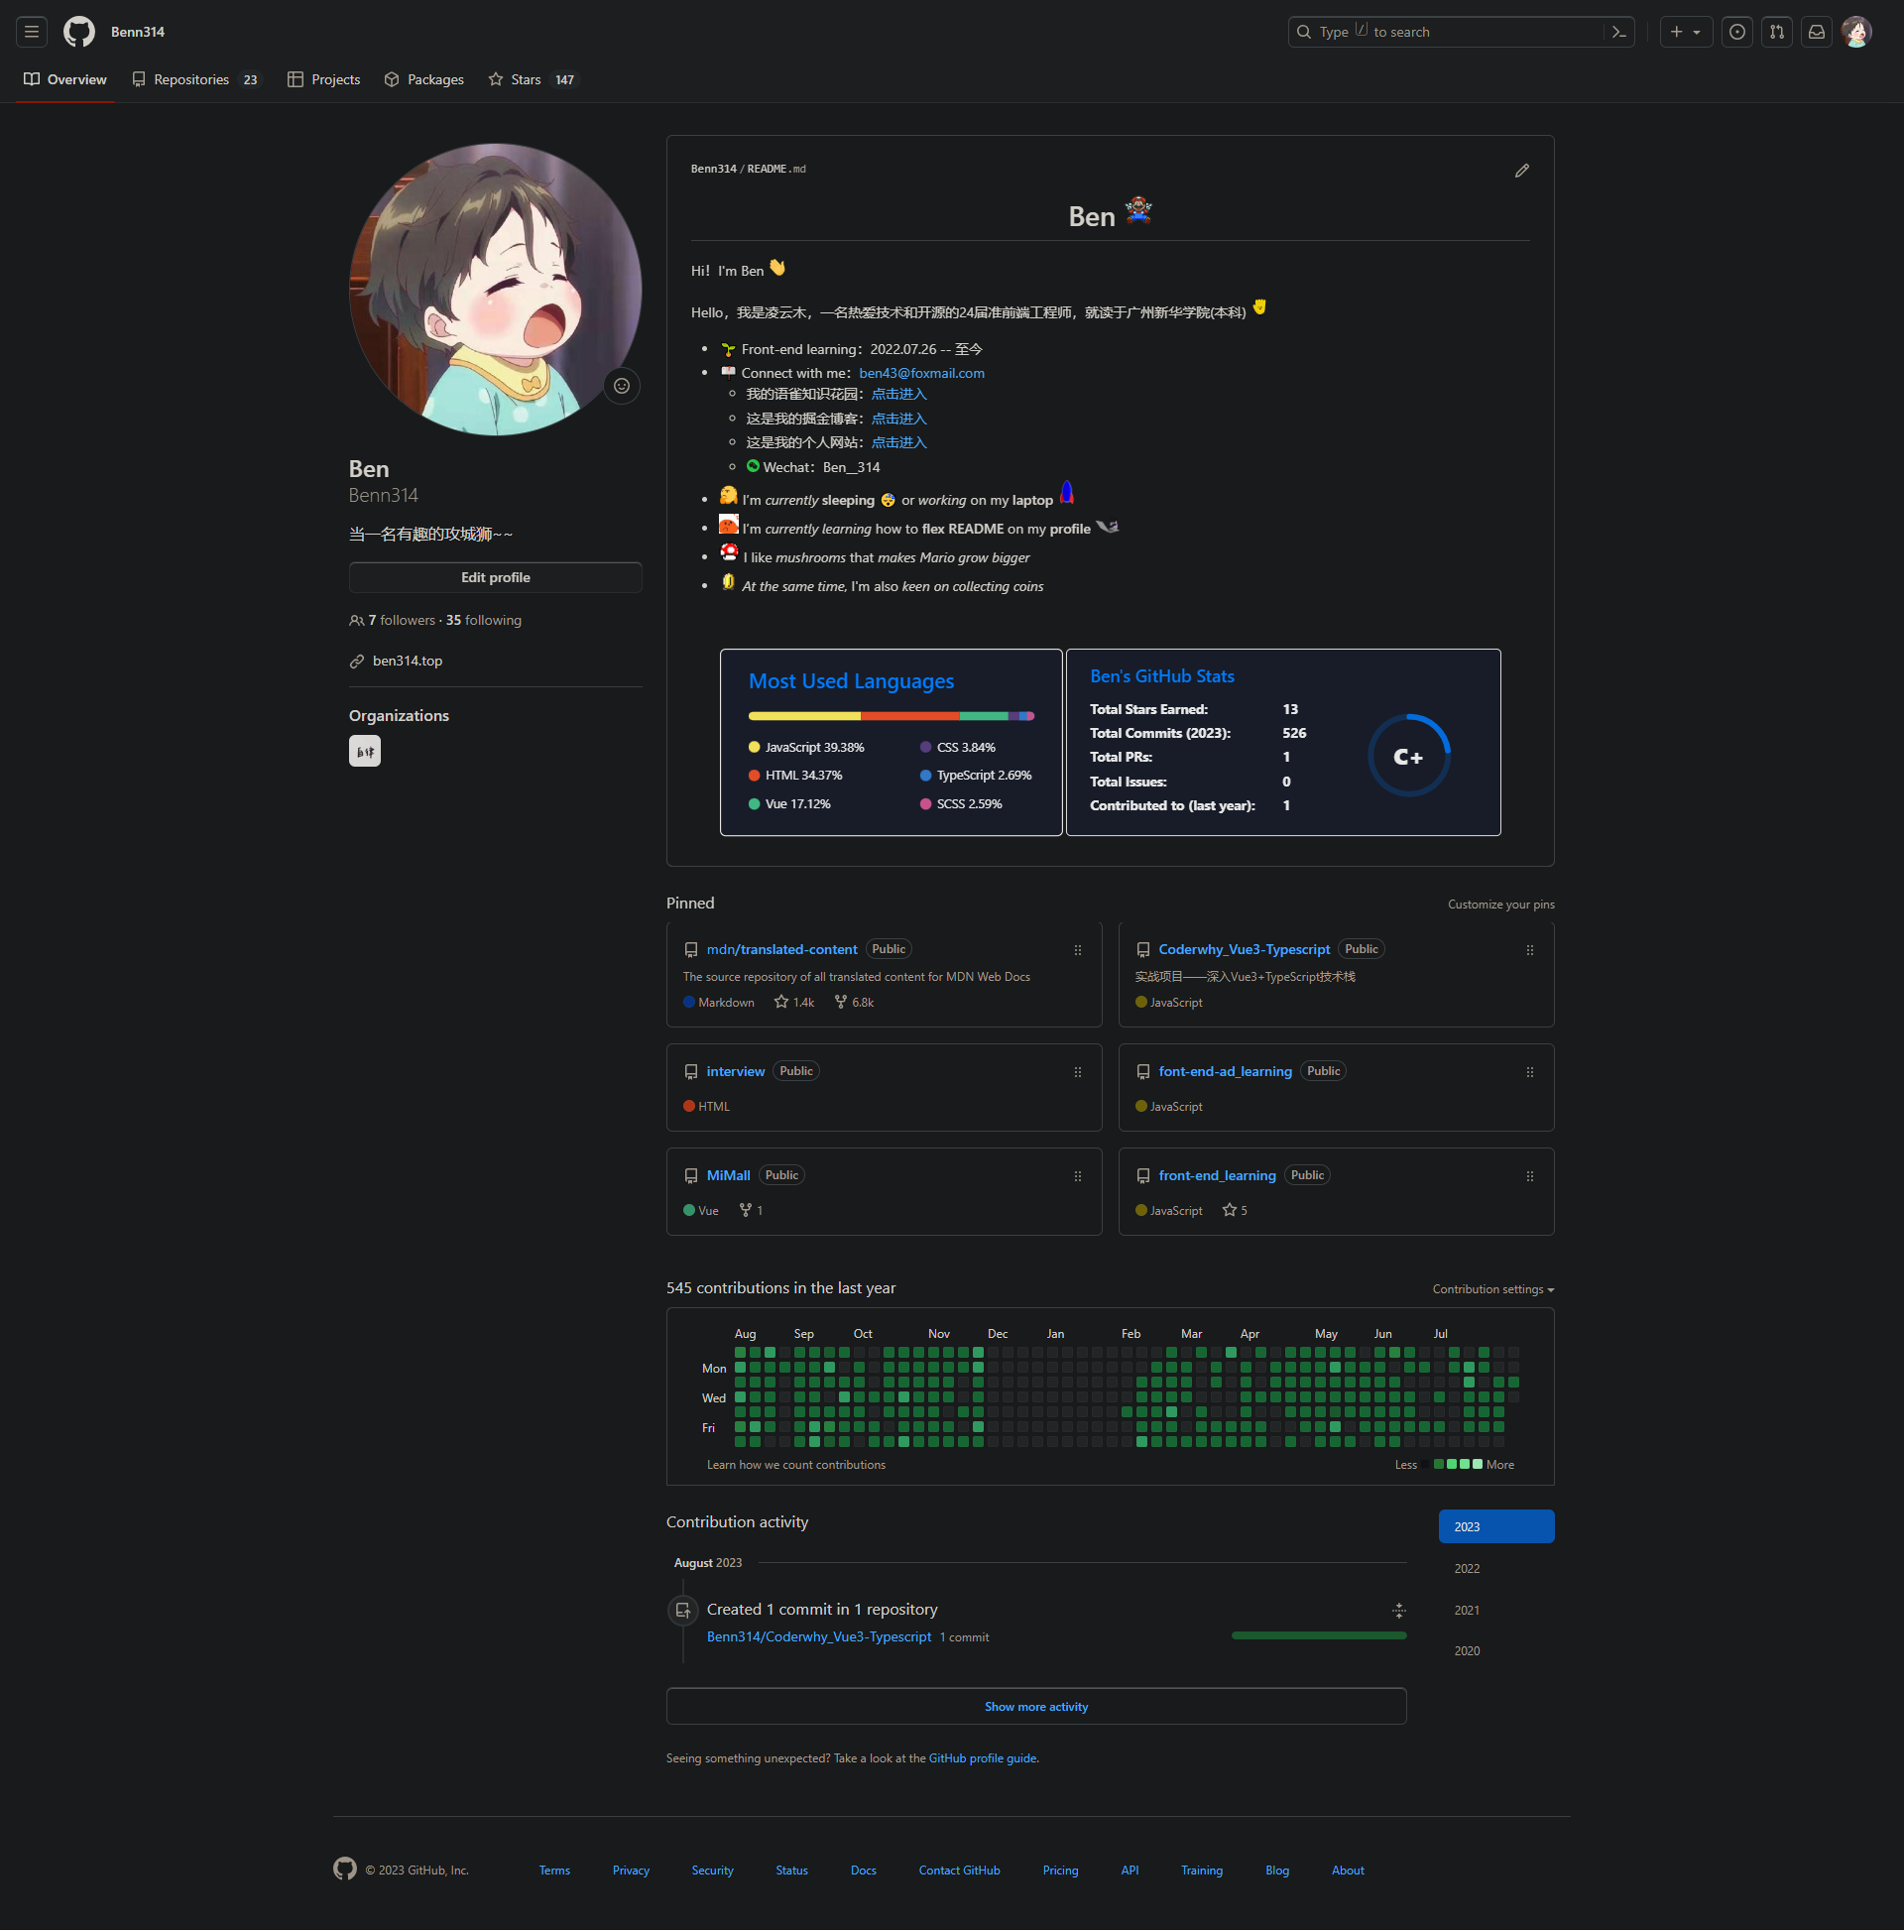 Benn314
Type / to search
Overview
Repositories 23
Projects
Packages
Stars 147
Ben
Benn314
当一名有趣的攻城狮~~
Edit profile
7 followers · 35 following
ben314.top
Organizations
自律
Benn314 / README.md
Ben
Hi！I'm Ben
Hello，我是凌云木，一名热爱技术和开源的24届准前端工程师，就读于广州新华学院(本科)
Front-end learning：2022.07.26 -- 至今
Connect with me：ben43@foxmail.com
我的语雀知识花园：点击进入
这是我的掘金博客：点击进入
这是我的个人网站：点击进入
Wechat：Ben__314
I'm currently sleeping or working on my laptop
I'm currently learning how to flex README on my profile
I like mushrooms that makes Mario grow bigger
At the same time, I'm also keen on collecting coins
Most Used Languages
JavaScript 39.38%
HTML 34.37%
Vue 17.12%
CSS 3.84%
TypeScript 2.69%
SCSS 2.59%
Ben's GitHub Stats
Total Stars Earned: 13
Total Commits (2023): 526
Total PRs: 1
Total Issues: 0
Contributed to (last year): 1
C+
Pinned
Customize your pins
mdn/translated-content Public
The source repository of all translated content for MDN Web Docs
Markdown 1.4k 6.8k
Coderwhy_Vue3-Typescript Public
实战项目——深入Vue3+TypeScript技术栈
JavaScript
interview Public
HTML
font-end-ad_learning Public
JavaScript
MiMall Public
Vue 1
front-end_learning Public
JavaScript 5
545 contributions in the last year
Contribution settings
Aug Sep Oct Nov Dec Jan Feb Mar Apr May Jun Jul
Mon
Wed
Fri
Learn how we count contributions
Less More
Contribution activity
2023
2022
2021
2020
August 2023
Created 1 commit in 1 repository
Benn314/Coderwhy_Vue3-Typescript 1 commit
Show more activity
Seeing something unexpected? Take a look at the GitHub profile guide.
© 2023 GitHub, Inc.
Terms
Privacy
Security
Status
Docs
Contact GitHub
Pricing
API
Training
Blog
About